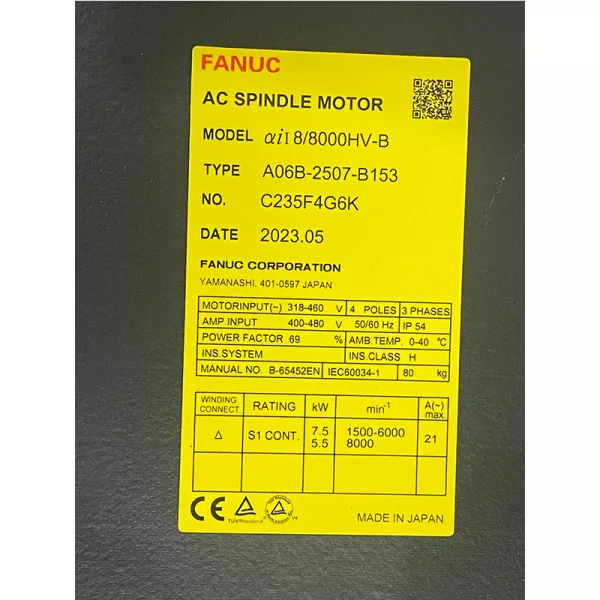 FANUC
AC SPINDLE MOTOR
MODEL αiI 8/8000HV-B
TYPE A06B-2507-B153
NO. C235F4G6K
DATE 2023.05
FANUC CORPORATION
YAMANASHI, 401-0597 JAPAN
MOTORINPUT(~) 318-460 V 4 POLES 3 PHASES
AMP.INPUT 400-480 V 50/60 Hz IP 54
POWER FACTOR 69 % AMB.TEMP. 0-40 ℃
INS.SYSTEM INS.CLASS H
MANUAL NO. B-65452EN IEC60034-1 80 kg
WINDING CONNECT. RATING kW min⁻¹ A(~) max.
△ S1 CONT. 7.5 1500-6000 21
5.5 8000
CE TÜVRheinland
MADE IN JAPAN